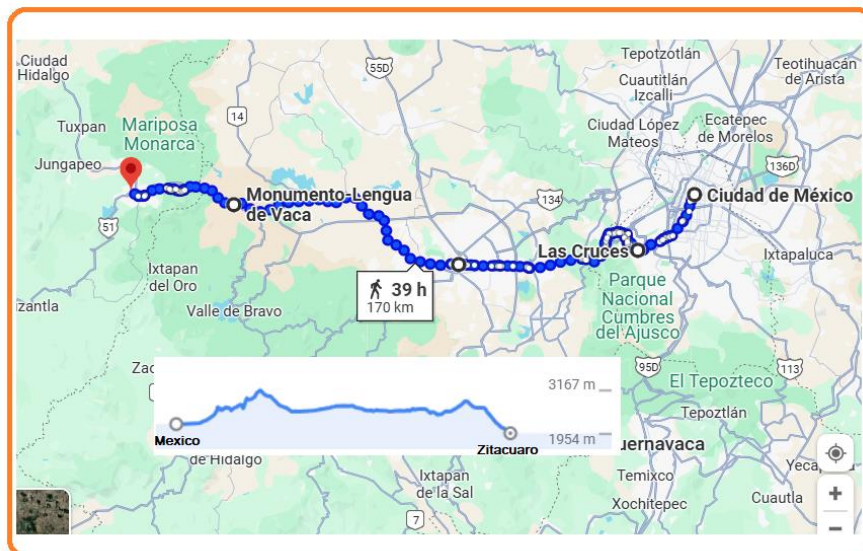 Ciudad
Hidalgo
Tuxpan
Mariposa
Monarca
Jungapeo
51
Ixtapan
del Oro
Valle de Bravo
14
55D
Monumento-Lengua
de Vaca
39 h
170 km
134
Tepotzotlán
Cuautitlán
Izcalli
Teotihuacán
de Arista
Ciudad López
Mateos
Ecatepec
de Morelos
136D
Ciudad de México
Las Cruces
Ixtapaluca
Parque
Nacional
Cumbres
del Ajusco
95D
El Tepozteco
113
Tepoztlán
3167 m
1954 m
Mexico
Zitacuaro
de Hidalgo
Ixtapan
de la Sal
7
Temixco
Xochitepec
Cuautla
+
−